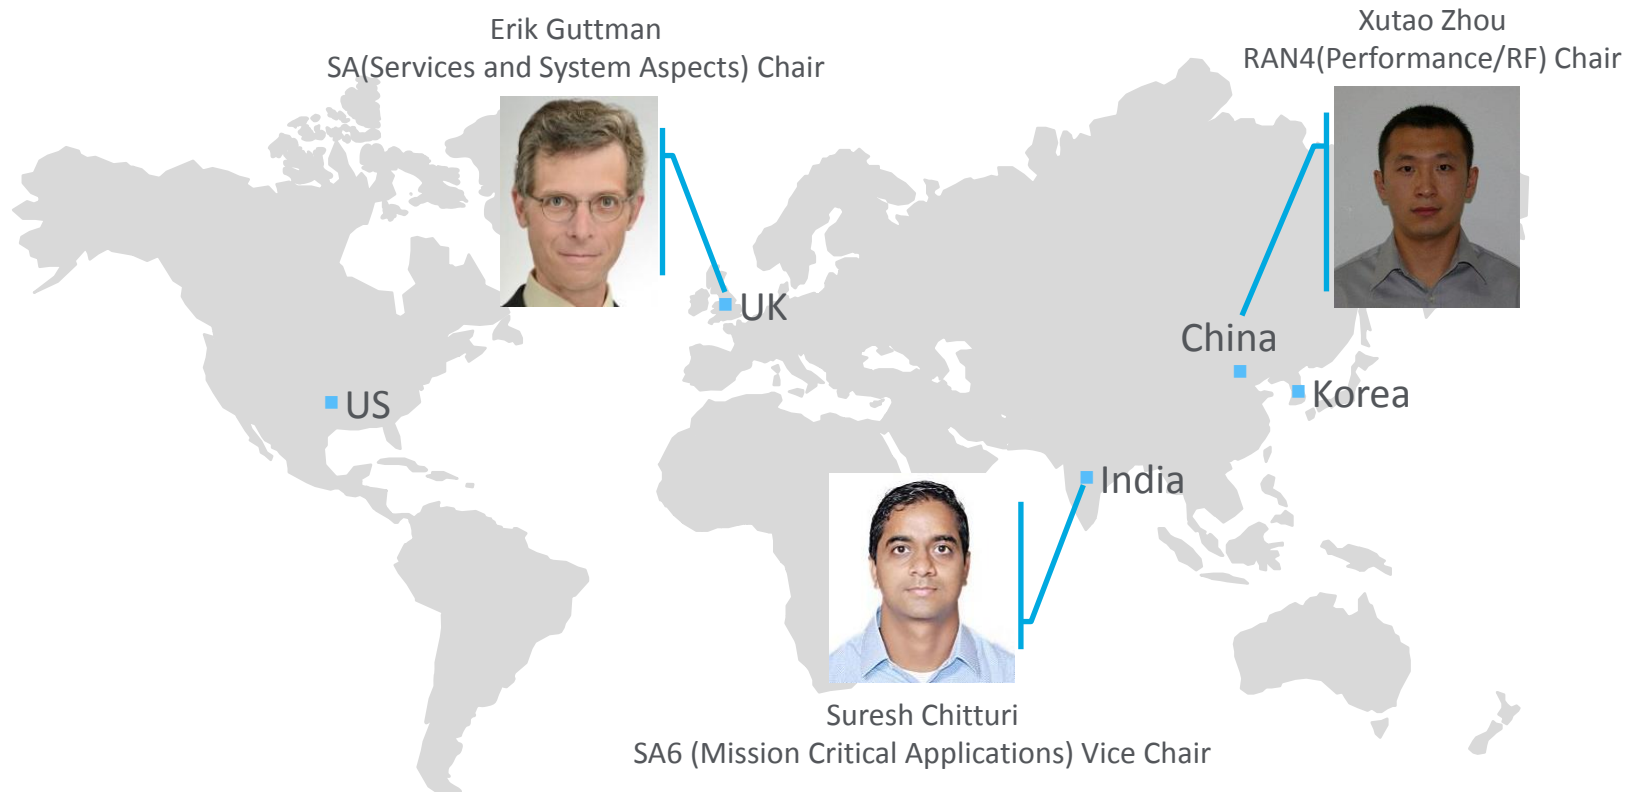 Erik Guttman
SA(Services and System Aspects) Chair
Xutao Zhou
RAN4(Performance/RF) Chair
UK
China
US
Korea
India
Suresh Chitturi
SA6 (Mission Critical Applications) Vice Chair